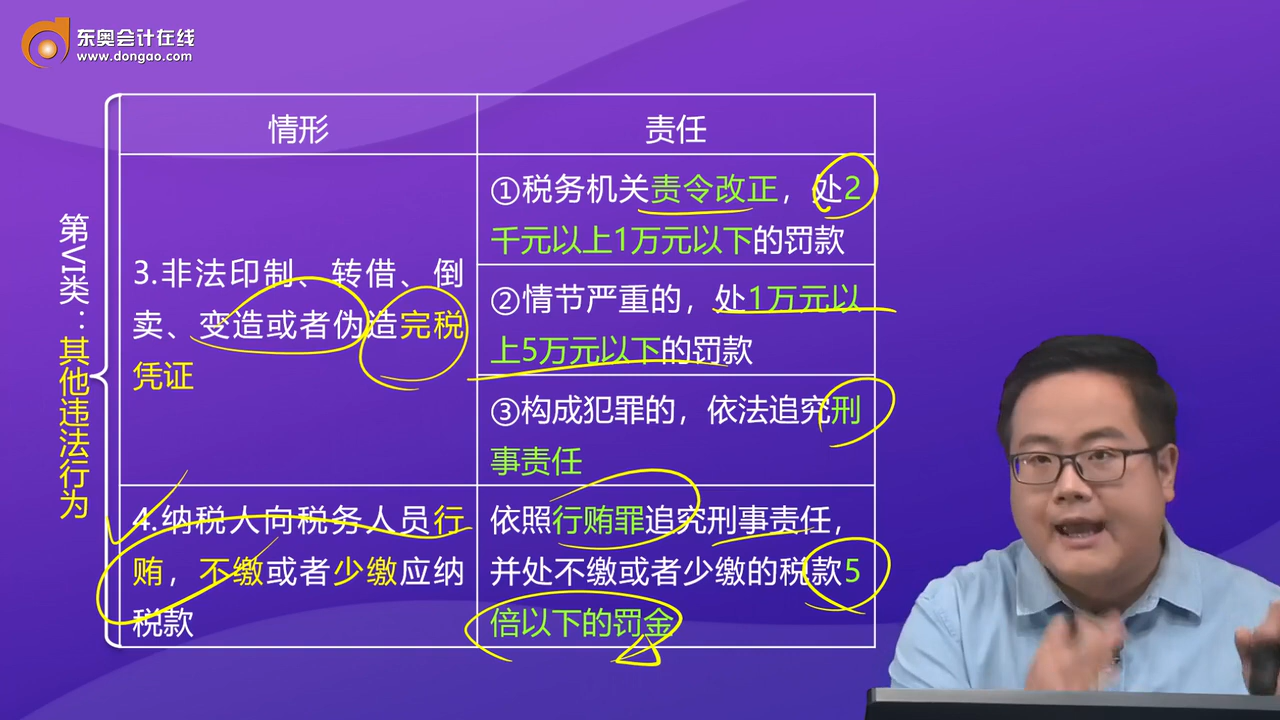 东奥会计在线
www.dongao.com
第VI类：其他违法行为
情形
责任
3.非法印制、转借、倒
卖、变造或者伪造完税
凭证
①税务机关责令改正，处2
千元以上1万元以下的罚款
②情节严重的，处1万元以
上5万元以下的罚款
③构成犯罪的，依法追究刑
事责任
4.纳税人向税务人员行
贿，不缴或者少缴应纳
税款
依照行贿罪追究刑事责任，
并处不缴或者少缴的税款5
倍以下的罚金